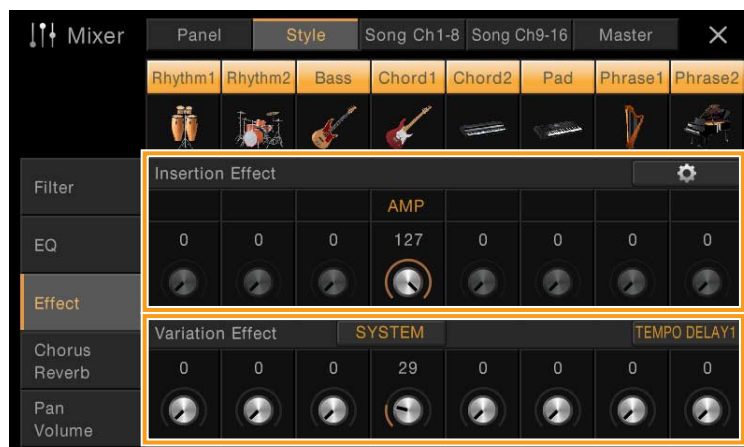 Mixer Panel Style Song Ch1-8 Song Ch9-16 Master
Rhythm1 Rhythm2 Bass Chord1 Chord2 Pad Phrase1 Phrase2
Filter
EQ
Effect
Chorus
Reverb
Pan
Volume
Insertion Effect
AMP
0 0 0 127 0 0 0 0
Variation Effect SYSTEM TEMPO DELAY1
0 0 0 29 0 0 0 0